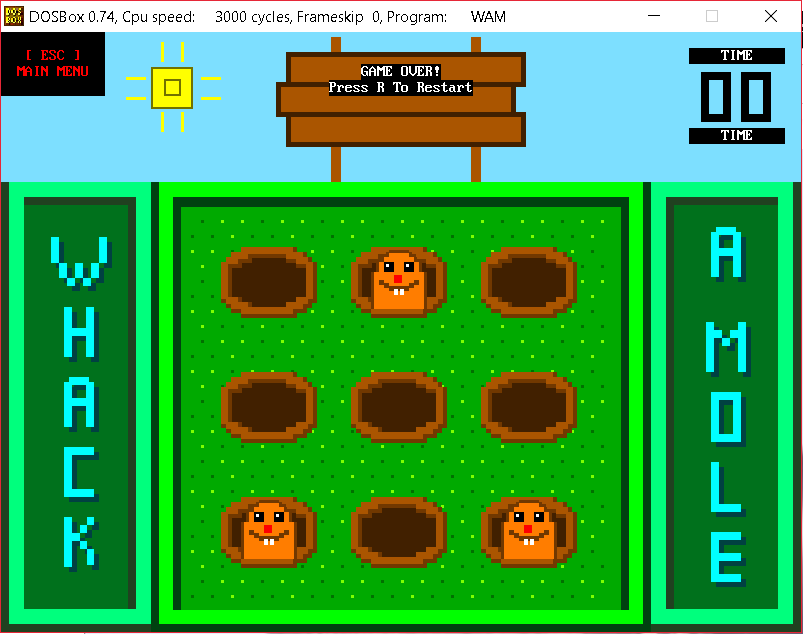 DOSBox 0.74, Cpu speed: 3000 cycles, Frameskip 0, Program: WAM
[ ESC ]
MAIN MENU
GAME OVER!
Press R To Restart
TIME
00
TIME
WHACK
A MOLE